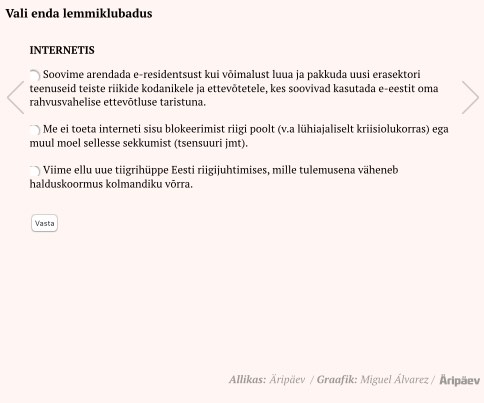 Vali enda lemmiklubadus
INTERNETIS
Soovime arendada e-residentsust kui võimalust luua ja pakkuda uusi erasektori
teenuseid teiste riikide kodanikele ja ettevõtetele, kes soovivad kasutada e-eestit oma
rahvusvahelise ettevõtluse taristuna.
Me ei toeta interneti sisu blokeerimist riigi poolt (v.a lühiajaliselt kriisiolukorras) ega
muul moel sellesse sekkumist (tsensuuri jmt).
Viime ellu uue tiigrihüppe Eesti riigijuhtimises, mille tulemusena väheneb
halduskoormus kolmandiku võrra.
Vasta
Allikas: Äripäev / Graafik: Miguel Álvarez / Äripäev